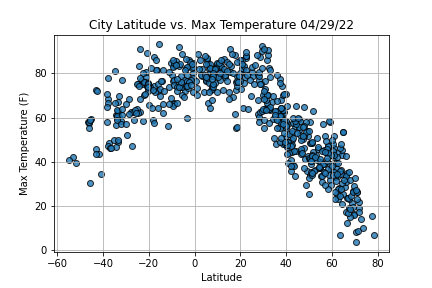 City Latitude vs. Max Temperature 04/29/22
Max Temperature (F)
80
60
40
20
0
−60 −40 −20 0 20 40 60 80
Latitude